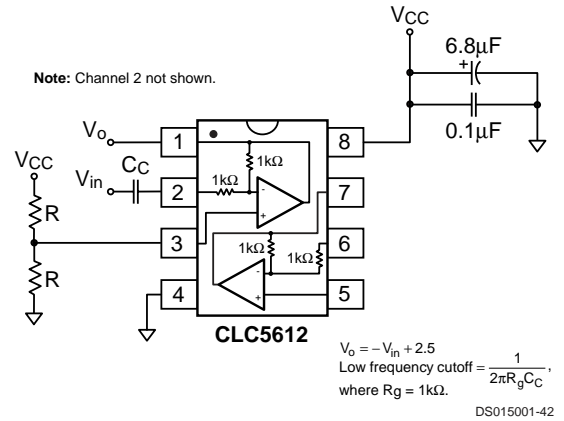 VCC
6.8µF
+
Note: Channel 2 not shown.
0.1µF
Vo
1
8
VCC
CC
1kΩ
Vin
2
1kΩ
-
7
R
+
3
1kΩ
1kΩ
6
R
-
4
+
5
CLC5612
Vo = – Vin + 2.5
Low frequency cutoff = 1 / 2πRgCC ,
where Rg = 1kΩ.
DS015001-42